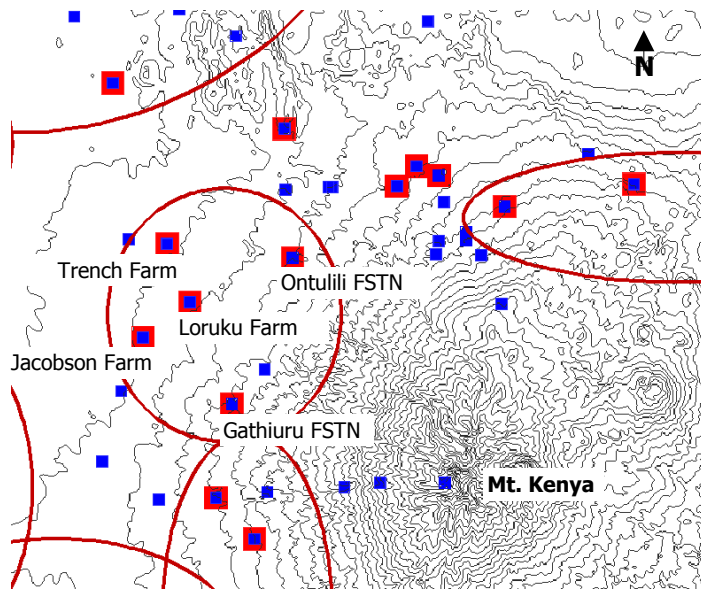 N
Trench Farm
Ontulili FSTN
Loruku Farm
Jacobson Farm
Gathiuru FSTN
Mt. Kenya